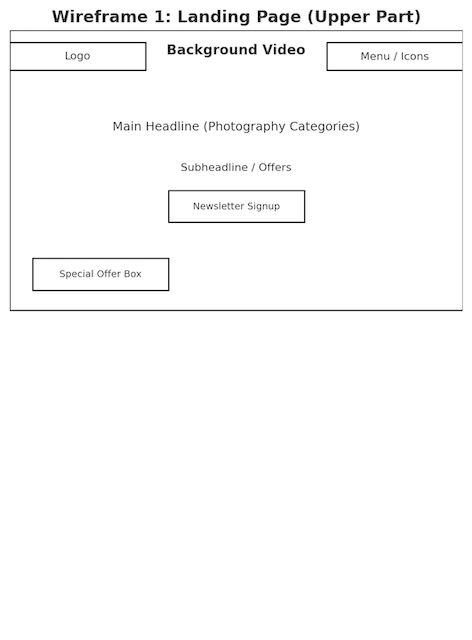 Wireframe 1: Landing Page (Upper Part)
Logo
Background Video
Menu / Icons
Main Headline (Photography Categories)
Subheadline / Offers
Newsletter Signup
Special Offer Box